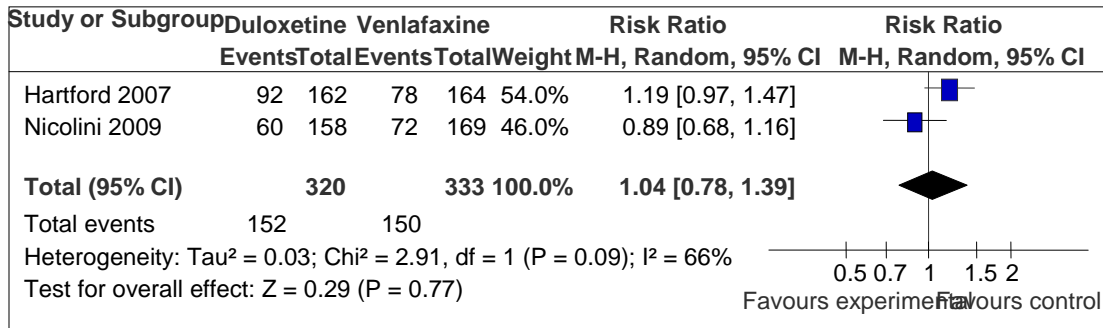 Study or Subgroup Duloxetine Venlafaxine Risk Ratio Risk Ratio
Events Total Events Total Weight M-H, Random, 95% CI M-H, Random, 95% CI
Hartford 2007 92 162 78 164 54.0% 1.19 [0.97, 1.47]
Nicolini 2009 60 158 72 169 46.0% 0.89 [0.68, 1.16]
Total (95% CI) 320 333 100.0% 1.04 [0.78, 1.39]
Total events 152 150
Heterogeneity: Tau² = 0.03; Chi² = 2.91, df = 1 (P = 0.09); I² = 66%
Test for overall effect: Z = 0.29 (P = 0.77)
0.5 0.7 1 1.5 2
Favours experimental Favours control